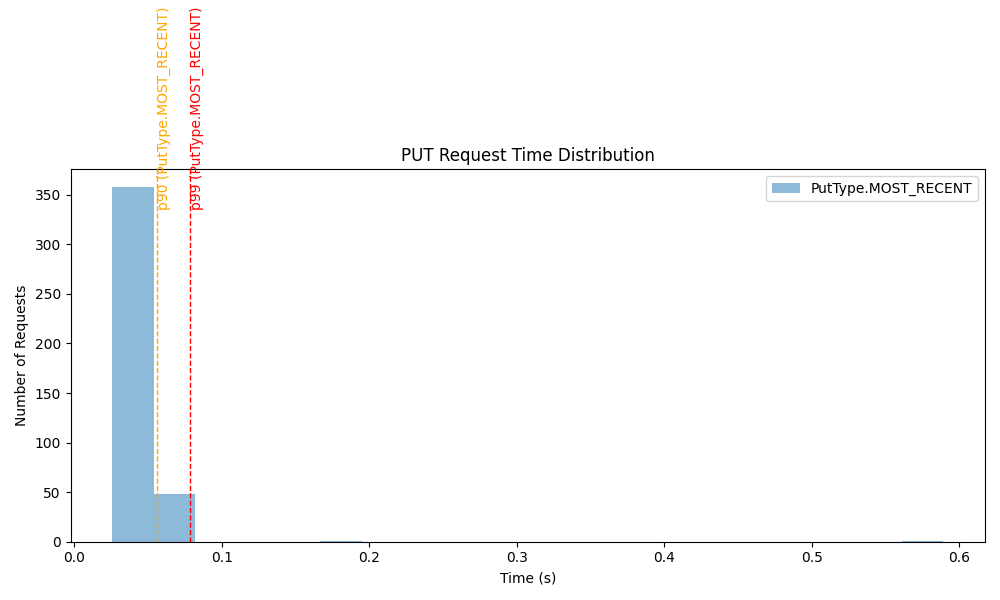 p90 (PutType.MOST_RECENT)
p99 (PutType.MOST_RECENT)
PUT Request Time Distribution
PutType.MOST_RECENT
Number of Requests
350
300
250
200
150
100
50
0
0.0 0.1 0.2 0.3 0.4 0.5 0.6
Time (s)